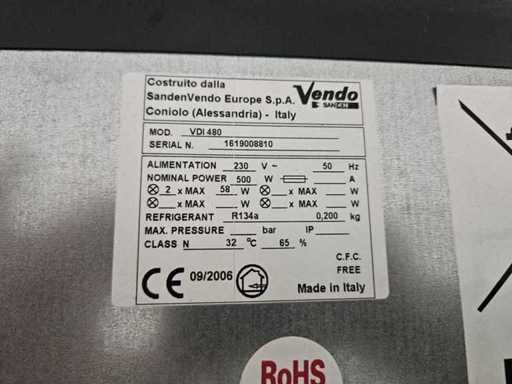 Costruito dalla
SandenVendo Europe S.p.A.
Coniolo (Alessandria) - Italy
Vendo
SANDEN
MOD. VDI 480
SERIAL N. 1619008810
ALIMENTATION 230 V ~ 50 Hz
NOMINAL POWER 500 W A
2 x MAX 58 W x MAX W
x MAX W x MAX W
REFRIGERANT R134a 0,200 kg
MAX. PRESSURE bar IP
CLASS N 32 °C 65 %
C.F.C.
FREE
CE 09/2006
Made in Italy
RoHS